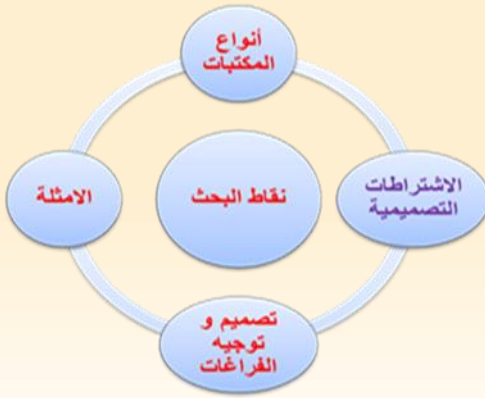 أنواع
المكتبات
الاشتراطات
التصميمية
نقاط البحث
الامثلة
تصميم و
توجيه
الفراغات